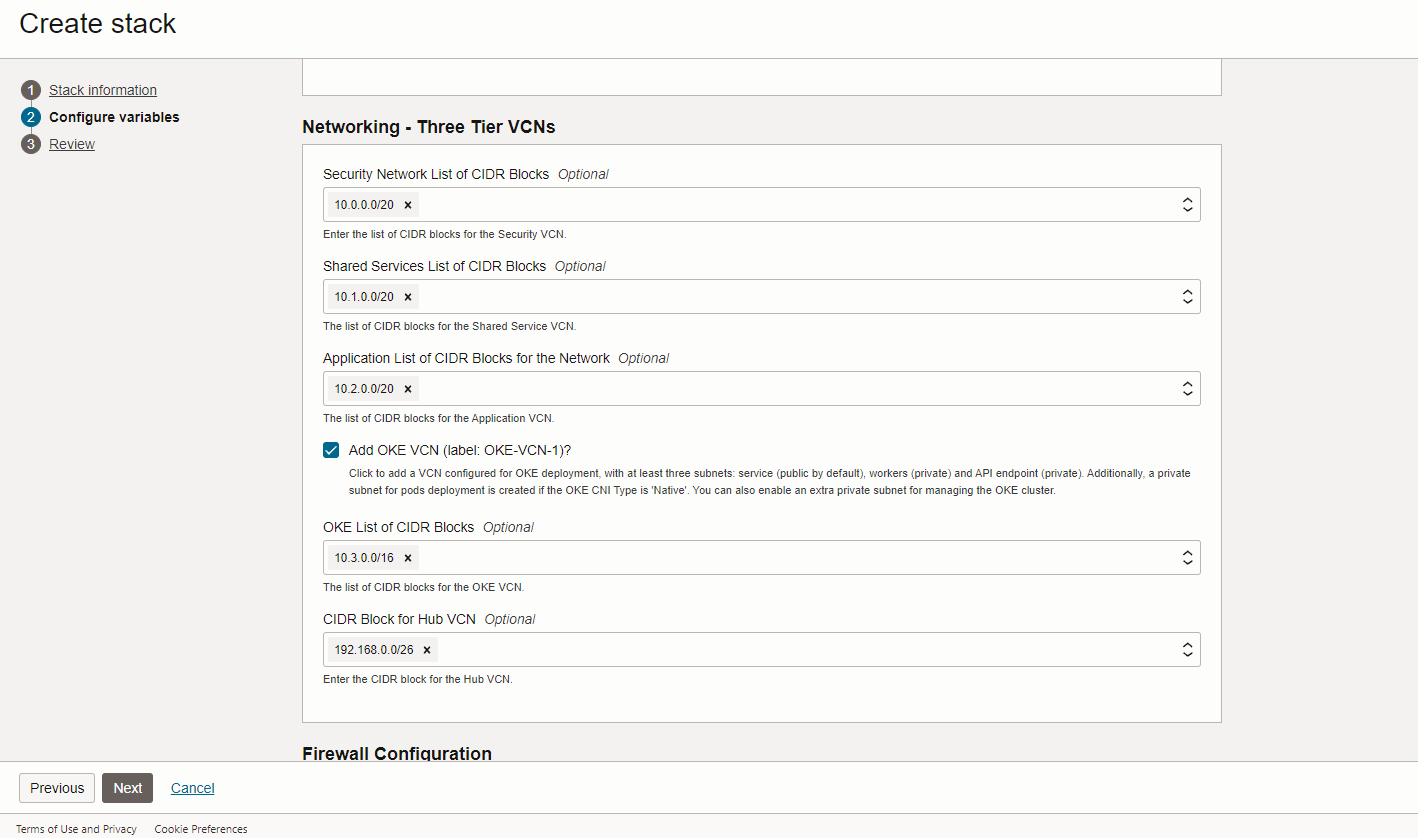 Create stack
1 Stack information
2 Configure variables
3 Review
Networking - Three Tier VCNs
Security Network List of CIDR Blocks Optional
10.0.0.0/20 ×
Enter the list of CIDR blocks for the Security VCN.
Shared Services List of CIDR Blocks Optional
10.1.0.0/20 ×
The list of CIDR blocks for the Shared Service VCN.
Application List of CIDR Blocks for the Network Optional
10.2.0.0/20 ×
The list of CIDR blocks for the Application VCN.
Add OKE VCN (label: OKE-VCN-1)?
Click to add a VCN configured for OKE deployment, with at least three subnets: service (public by default), workers (private) and API endpoint (private). Additionally, a private
subnet for pods deployment is created if the OKE CNI Type is 'Native'. You can also enable an extra private subnet for managing the OKE cluster.
OKE List of CIDR Blocks Optional
10.3.0.0/16 ×
The list of CIDR blocks for the OKE VCN.
CIDR Block for Hub VCN Optional
192.168.0.0/26 ×
Enter the CIDR block for the Hub VCN.
Firewall Configuration
Previous Next Cancel
Terms of Use and Privacy Cookie Preferences